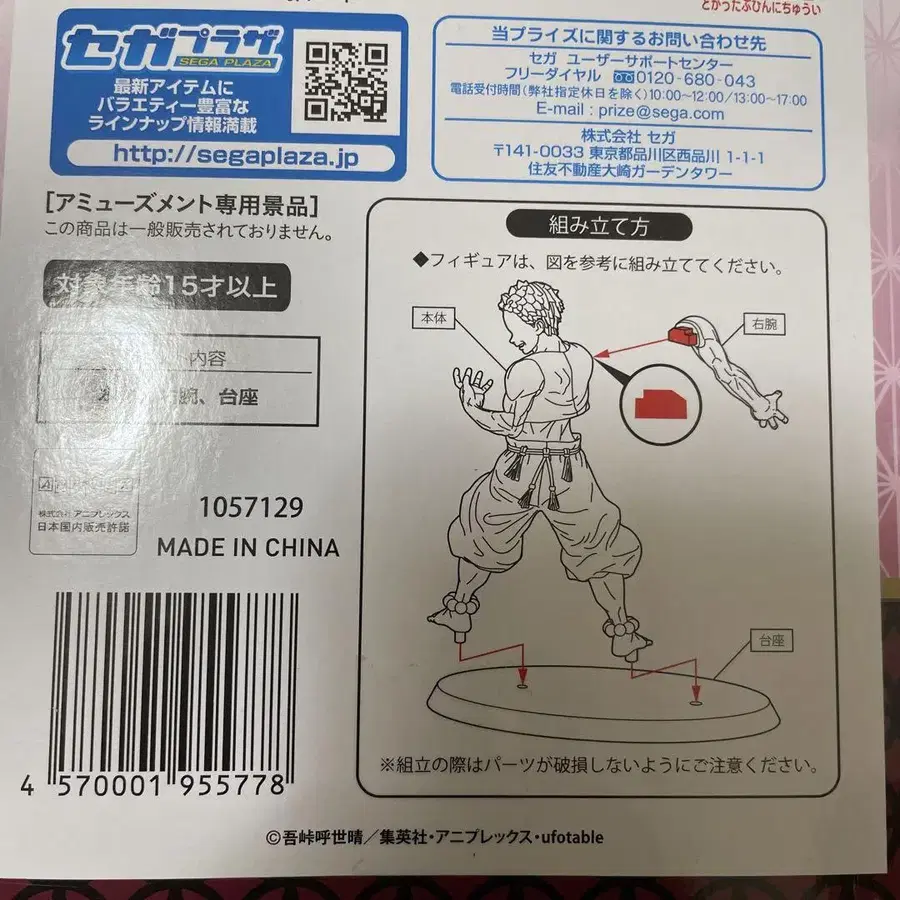 とがったぶひんにちゅうい
セガプラザ
SEGA PLAZA
最新アイテムに
バラエティー豊富な
ラインナップ情報満載
http://segaplaza.jp
当プライズに関するお問い合わせ先
セガ ユーザーサポートセンター
フリーダイヤル 0120-680-043
電話受付時間(弊社指定休日を除く)10:00~12:00/13:00~17:00
E-mail : prize@sega.com
株式会社 セガ
〒141-0033 東京都品川区西品川 1-1-1
住友不動産大崎ガーデンタワー
[アミューズメント専用景品]
この商品は一般販売されておりません。
対象年齢15才以上
内容
腕、台座
株式会社 アニプレックス
日本国内販売許諾
1057129
MADE IN CHINA
4 570001 955778
組み立て方
◆フィギュアは、図を参考に組み立ててください。
本体
右腕
台座
※組立の際はパーツが破損しないようにご注意ください。
©吾峠呼世晴/集英社・アニプレックス・ufotable